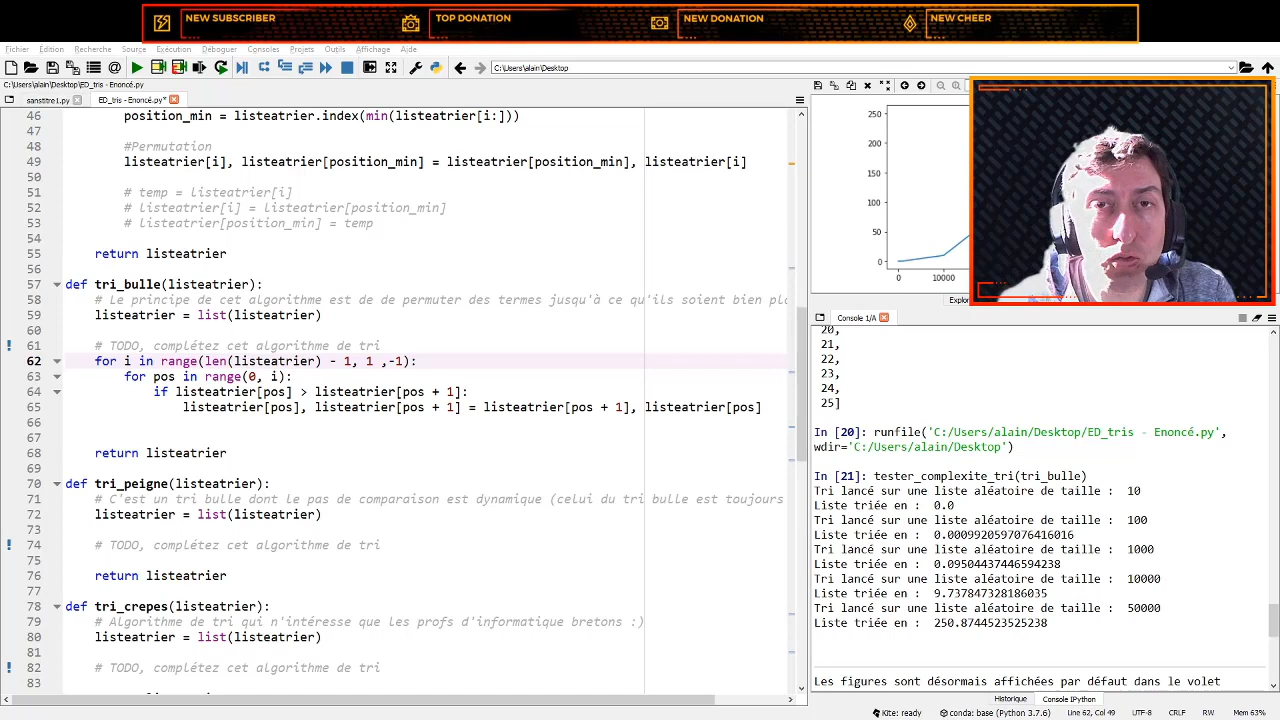 NEW SUBSCRIBER
TOP DONATION
NEW DONATION
NEW CHEER
Fichier Édition Recherche Source Exécution Déboguer Consoles Projets Outils Affichage Aide
C:\Users\alain\Desktop
C:\Users\alain\Desktop\ED_tris - Enoncé.py
sanstitre1.py
ED_tris - Enoncé.py*
46 position_min = listeatrier.index(min(listeatrier[i:]))
47
48 #Permutation
49 listeatrier[i], listeatrier[position_min] = listeatrier[position_min], listeatrier[i]
50
51 # temp = listeatrier[i]
52 # listeatrier[i] = listeatrier[position_min]
53 # listeatrier[position_min] = temp
54
55 return listeatrier
56
57 def tri_bulle(listeatrier):
58 # Le principe de cet algorithme est de de permuter des termes jusqu'à ce qu'ils soient bien pla
59 listeatrier = list(listeatrier)
60
61 # TODO, complétez cet algorithme de tri
62 for i in range(len(listeatrier) - 1, 1 ,-1):
63 for pos in range(0, i):
64 if listeatrier[pos] > listeatrier[pos + 1]:
65 listeatrier[pos], listeatrier[pos + 1] = listeatrier[pos + 1], listeatrier[pos]
66
67
68 return listeatrier
69
70 def tri_peigne(listeatrier):
71 # C'est un tri bulle dont le pas de comparaison est dynamique (celui du tri bulle est toujours
72 listeatrier = list(listeatrier)
73
74 # TODO, complétez cet algorithme de tri
75
76 return listeatrier
77
78 def tri_crepes(listeatrier):
79 # Algorithme de tri qui n'intéresse que les profs d'informatique bretons :)
80 listeatrier = list(listeatrier)
81
82 # TODO, complétez cet algorithme de tri
83
250
200
150
100
50
0
0 10000
Explor
Console 1/A
20,
21,
22,
23,
24,
25]
In [20]: runfile('C:/Users/alain/Desktop/ED_tris - Enoncé.py',
wdir='C:/Users/alain/Desktop')
In [21]: tester_complexite_tri(tri_bulle)
Tri lancé sur une liste aléatoire de taille : 10
Liste triée en : 0.0
Tri lancé sur une liste aléatoire de taille : 100
Liste triée en : 0.0009920597076416016
Tri lancé sur une liste aléatoire de taille : 1000
Liste triée en : 0.09504437446594238
Tri lancé sur une liste aléatoire de taille : 10000
Liste triée en : 9.737847328186035
Tri lancé sur une liste aléatoire de taille : 50000
Liste triée en : 250.8744523525238
Les figures sont désormais affichées par défaut dans le volet
Historique Console IPython
Kite: ready conda: base (Python 3.7.6) Line 62, Col 49 UTF-8 CRLF RW Mem 63%